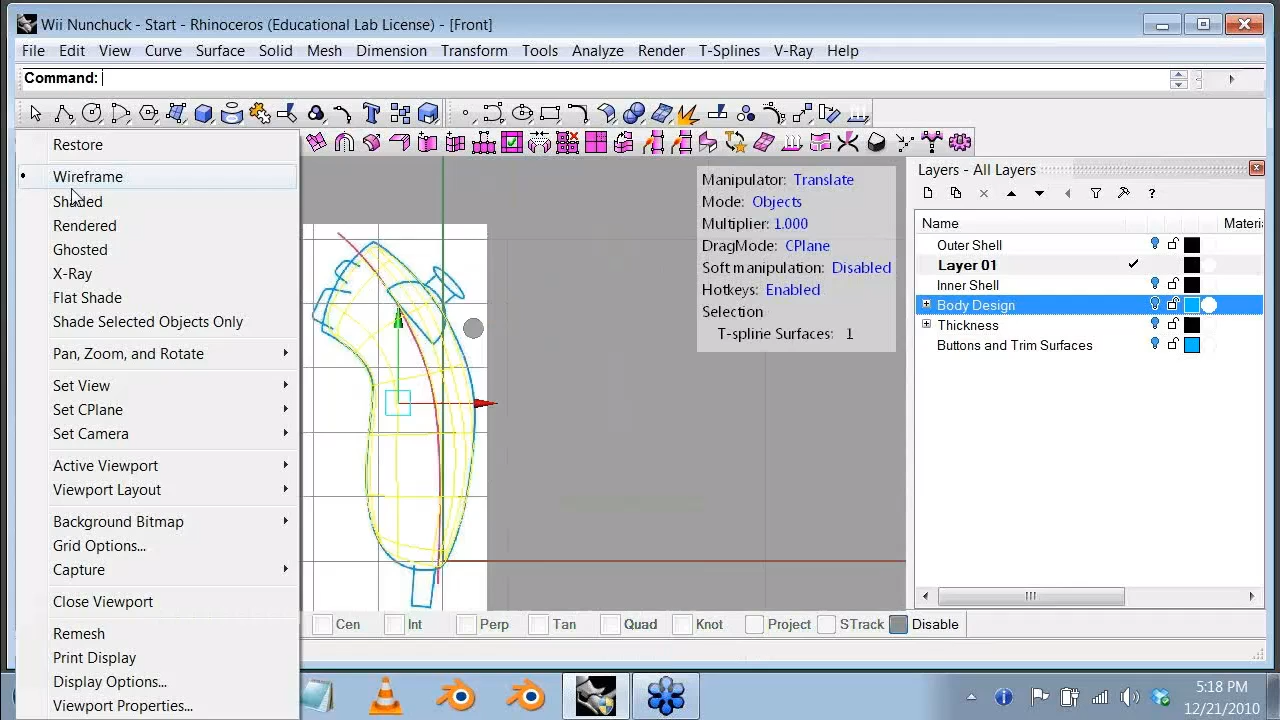 Wii Nunchuck - Start - Rhinoceros (Educational Lab License) - [Front]
File Edit View Curve Surface Solid Mesh Dimension Transform Tools Analyze Render T-Splines V-Ray Help
Command:
Restore
Wireframe
Shaded
Rendered
Ghosted
X-Ray
Flat Shade
Shade Selected Objects Only
Pan, Zoom, and Rotate
Set View
Set CPlane
Set Camera
Active Viewport
Viewport Layout
Background Bitmap
Grid Options...
Capture
Close Viewport
Remesh
Print Display
Display Options...
Viewport Properties...
Manipulator: Translate
Mode: Objects
Multiplier: 1.000
DragMode: CPlane
Soft manipulation: Disabled
Hotkeys: Enabled
Selection
T-spline Surfaces: 1
Layers - All Layers
Name Materi
Outer Shell
Layer 01
Inner Shell
Body Design
Thickness
Buttons and Trim Surfaces
Cen Int Perp Tan Quad Knot Project STrack Disable
5:18 PM
12/21/2010